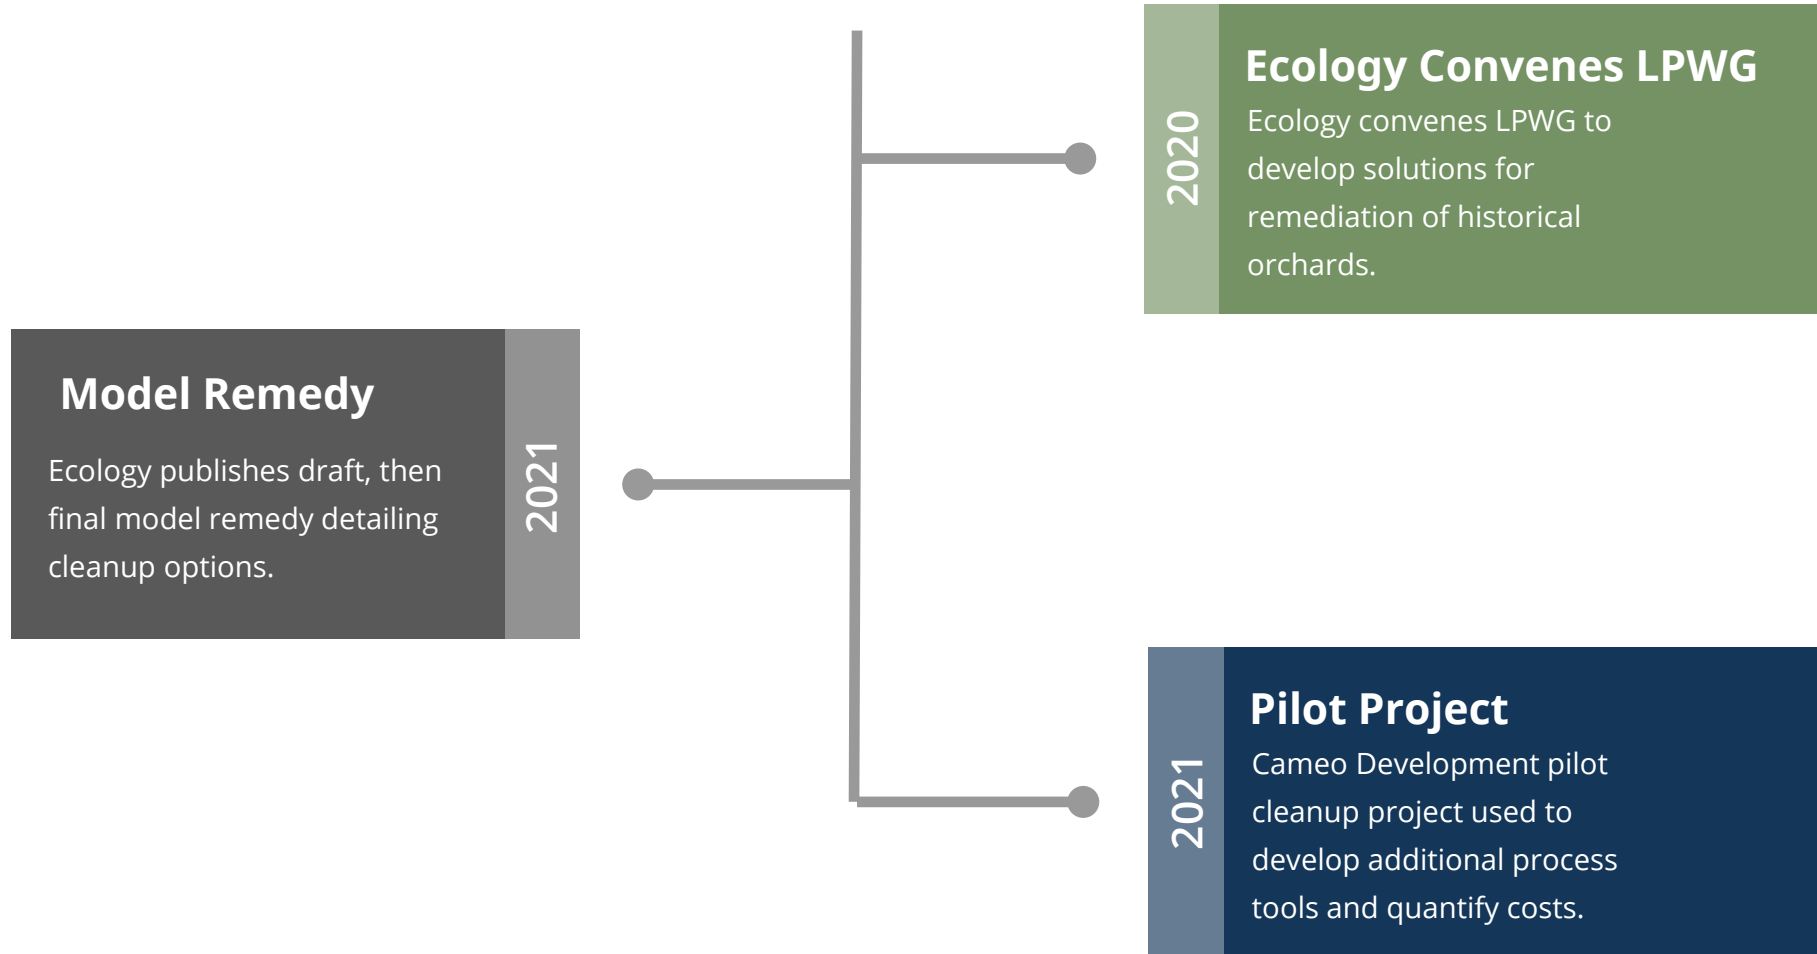 2020
Ecology Convenes LPWG
Ecology convenes LPWG to
develop solutions for
remediation of historical
orchards.
Model Remedy
Ecology publishes draft, then
final model remedy detailing
cleanup options.
2021
2021
Pilot Project
Cameo Development pilot
cleanup project used to
develop additional process
tools and quantify costs.